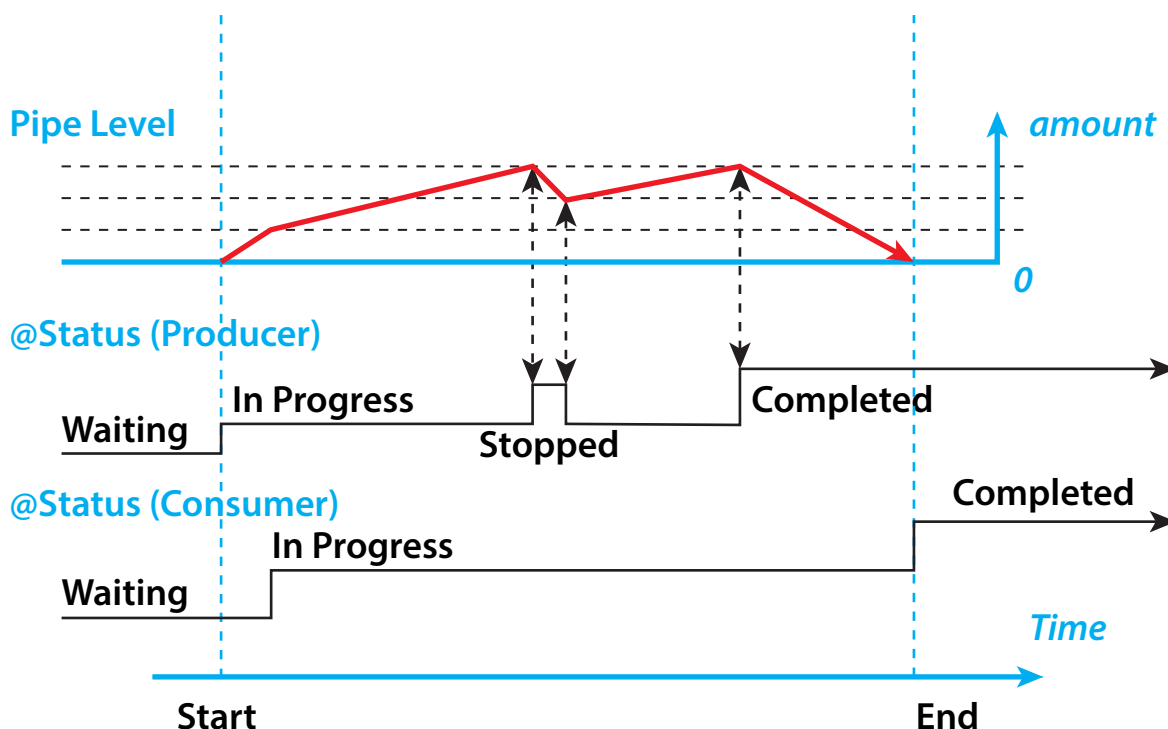 Pipe Level
amount
0
@Status (Producer)
In Progress
Completed
Waiting
Stopped
@Status (Consumer)
Completed
In Progress
Waiting
Time
Start
End